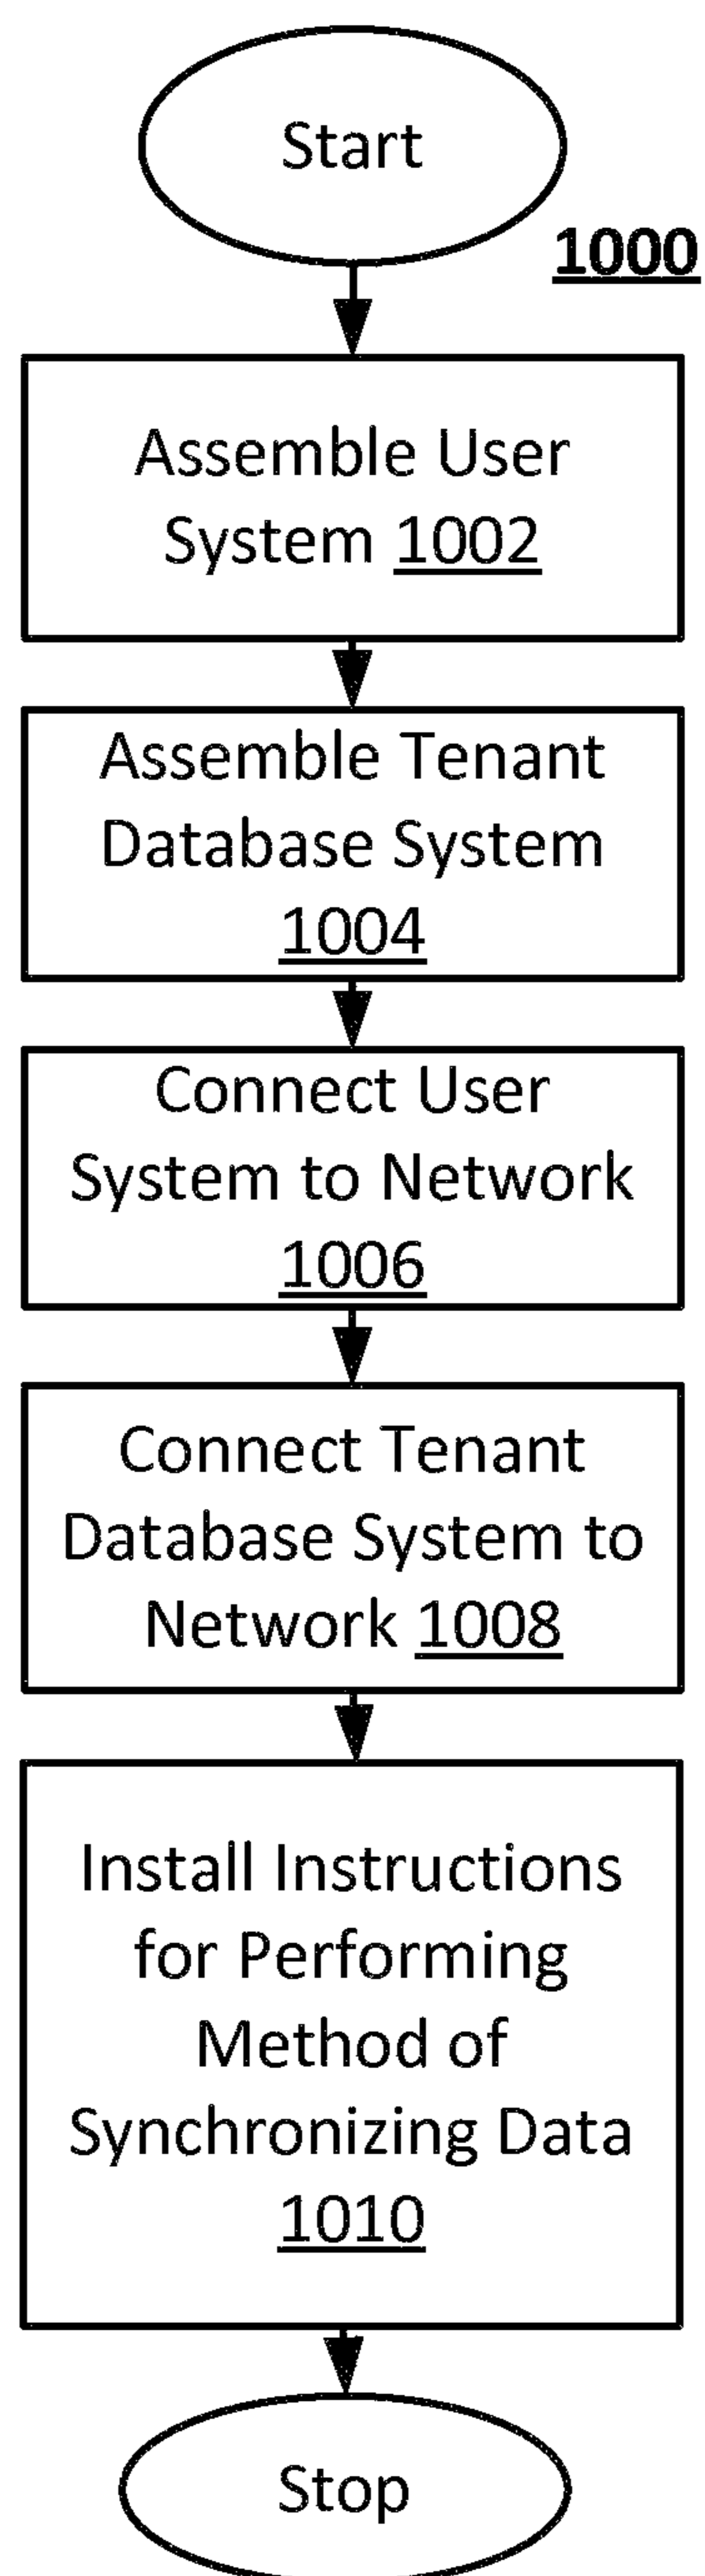 Start
1000
Assemble User
System 1002
Assemble Tenant
Database System
1004
Connect User
System to Network
1006
Connect Tenant
Database System to
Network 1008
Install Instructions
for Performing
Method of
Synchronizing Data
1010
Stop